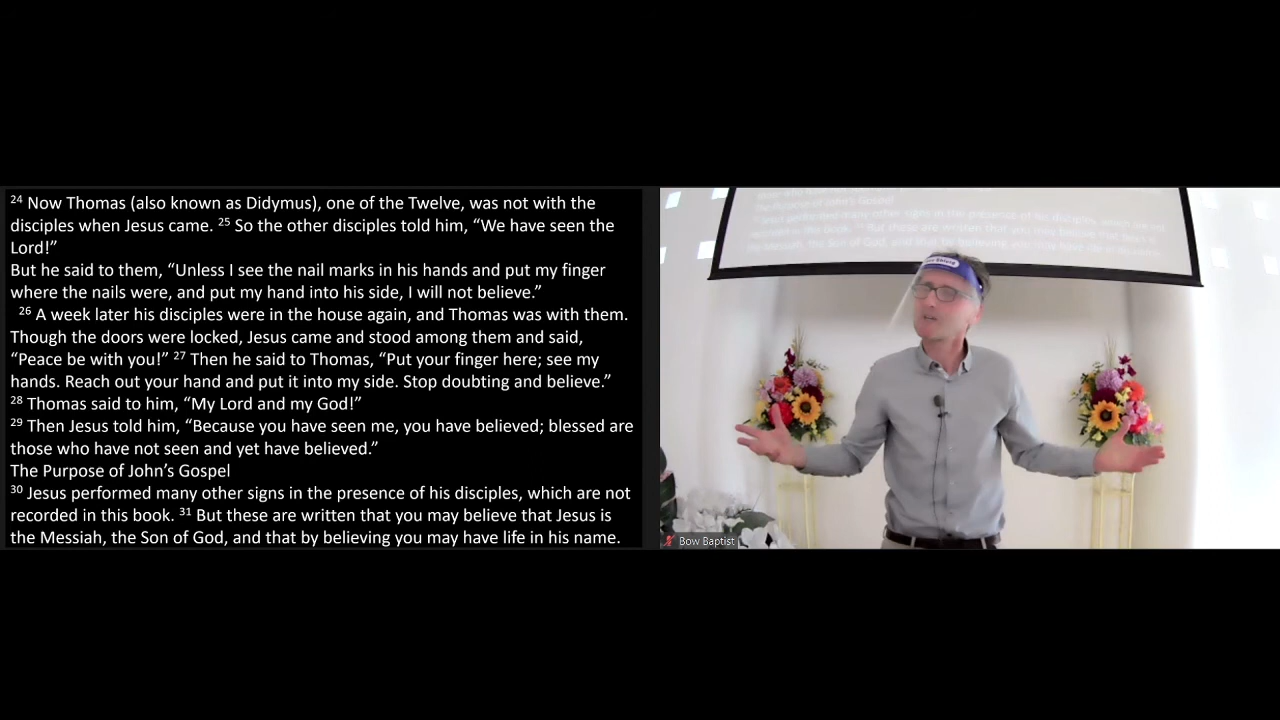 24 Now Thomas (also known as Didymus), one of the Twelve, was not with the
disciples when Jesus came. 25 So the other disciples told him, “We have seen the
Lord!”
But he said to them, “Unless I see the nail marks in his hands and put my finger
where the nails were, and put my hand into his side, I will not believe.”
26 A week later his disciples were in the house again, and Thomas was with them.
Though the doors were locked, Jesus came and stood among them and said,
“Peace be with you!” 27 Then he said to Thomas, “Put your finger here; see my
hands. Reach out your hand and put it into my side. Stop doubting and believe.”
28 Thomas said to him, “My Lord and my God!”
29 Then Jesus told him, “Because you have seen me, you have believed; blessed are
those who have not seen and yet have believed.”
The Purpose of John’s Gospel
30 Jesus performed many other signs in the presence of his disciples, which are not
recorded in this book. 31 But these are written that you may believe that Jesus is
the Messiah, the Son of God, and that by believing you may have life in his name.
Bow Baptist